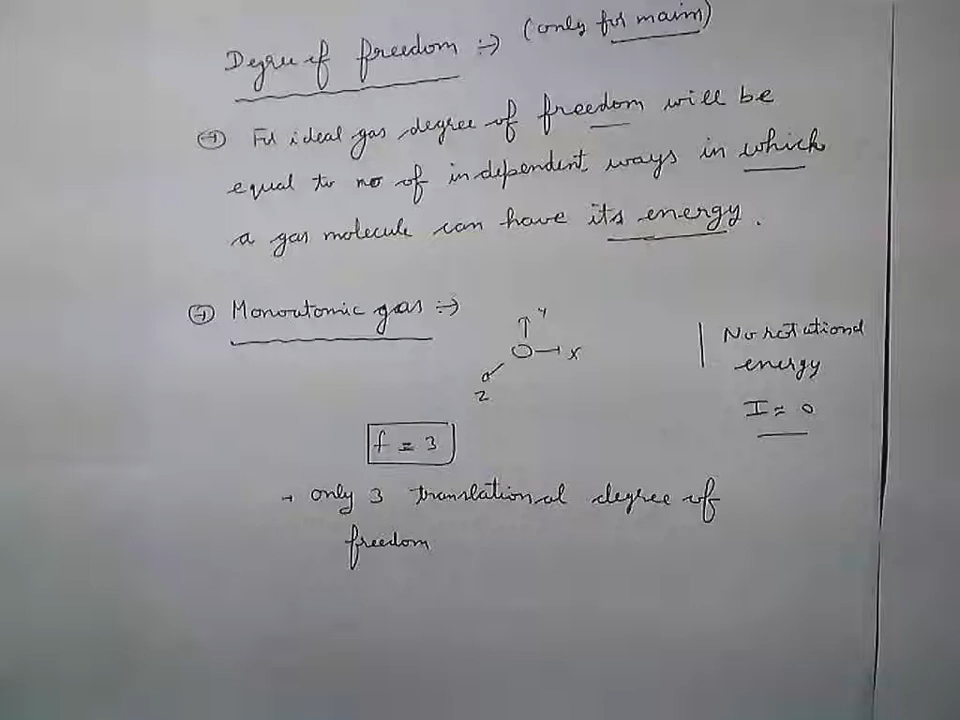 Degree of freedom :-> (only for mains)
→ For ideal gas degree of freedom will be
equal to no of independent ways in which
a gas molecule can have its energy.
→ Monoatomic gas :->
Y
X
Z
No rotational
energy
I ≈ 0
f = 3
→ only 3 translational degree of
freedom